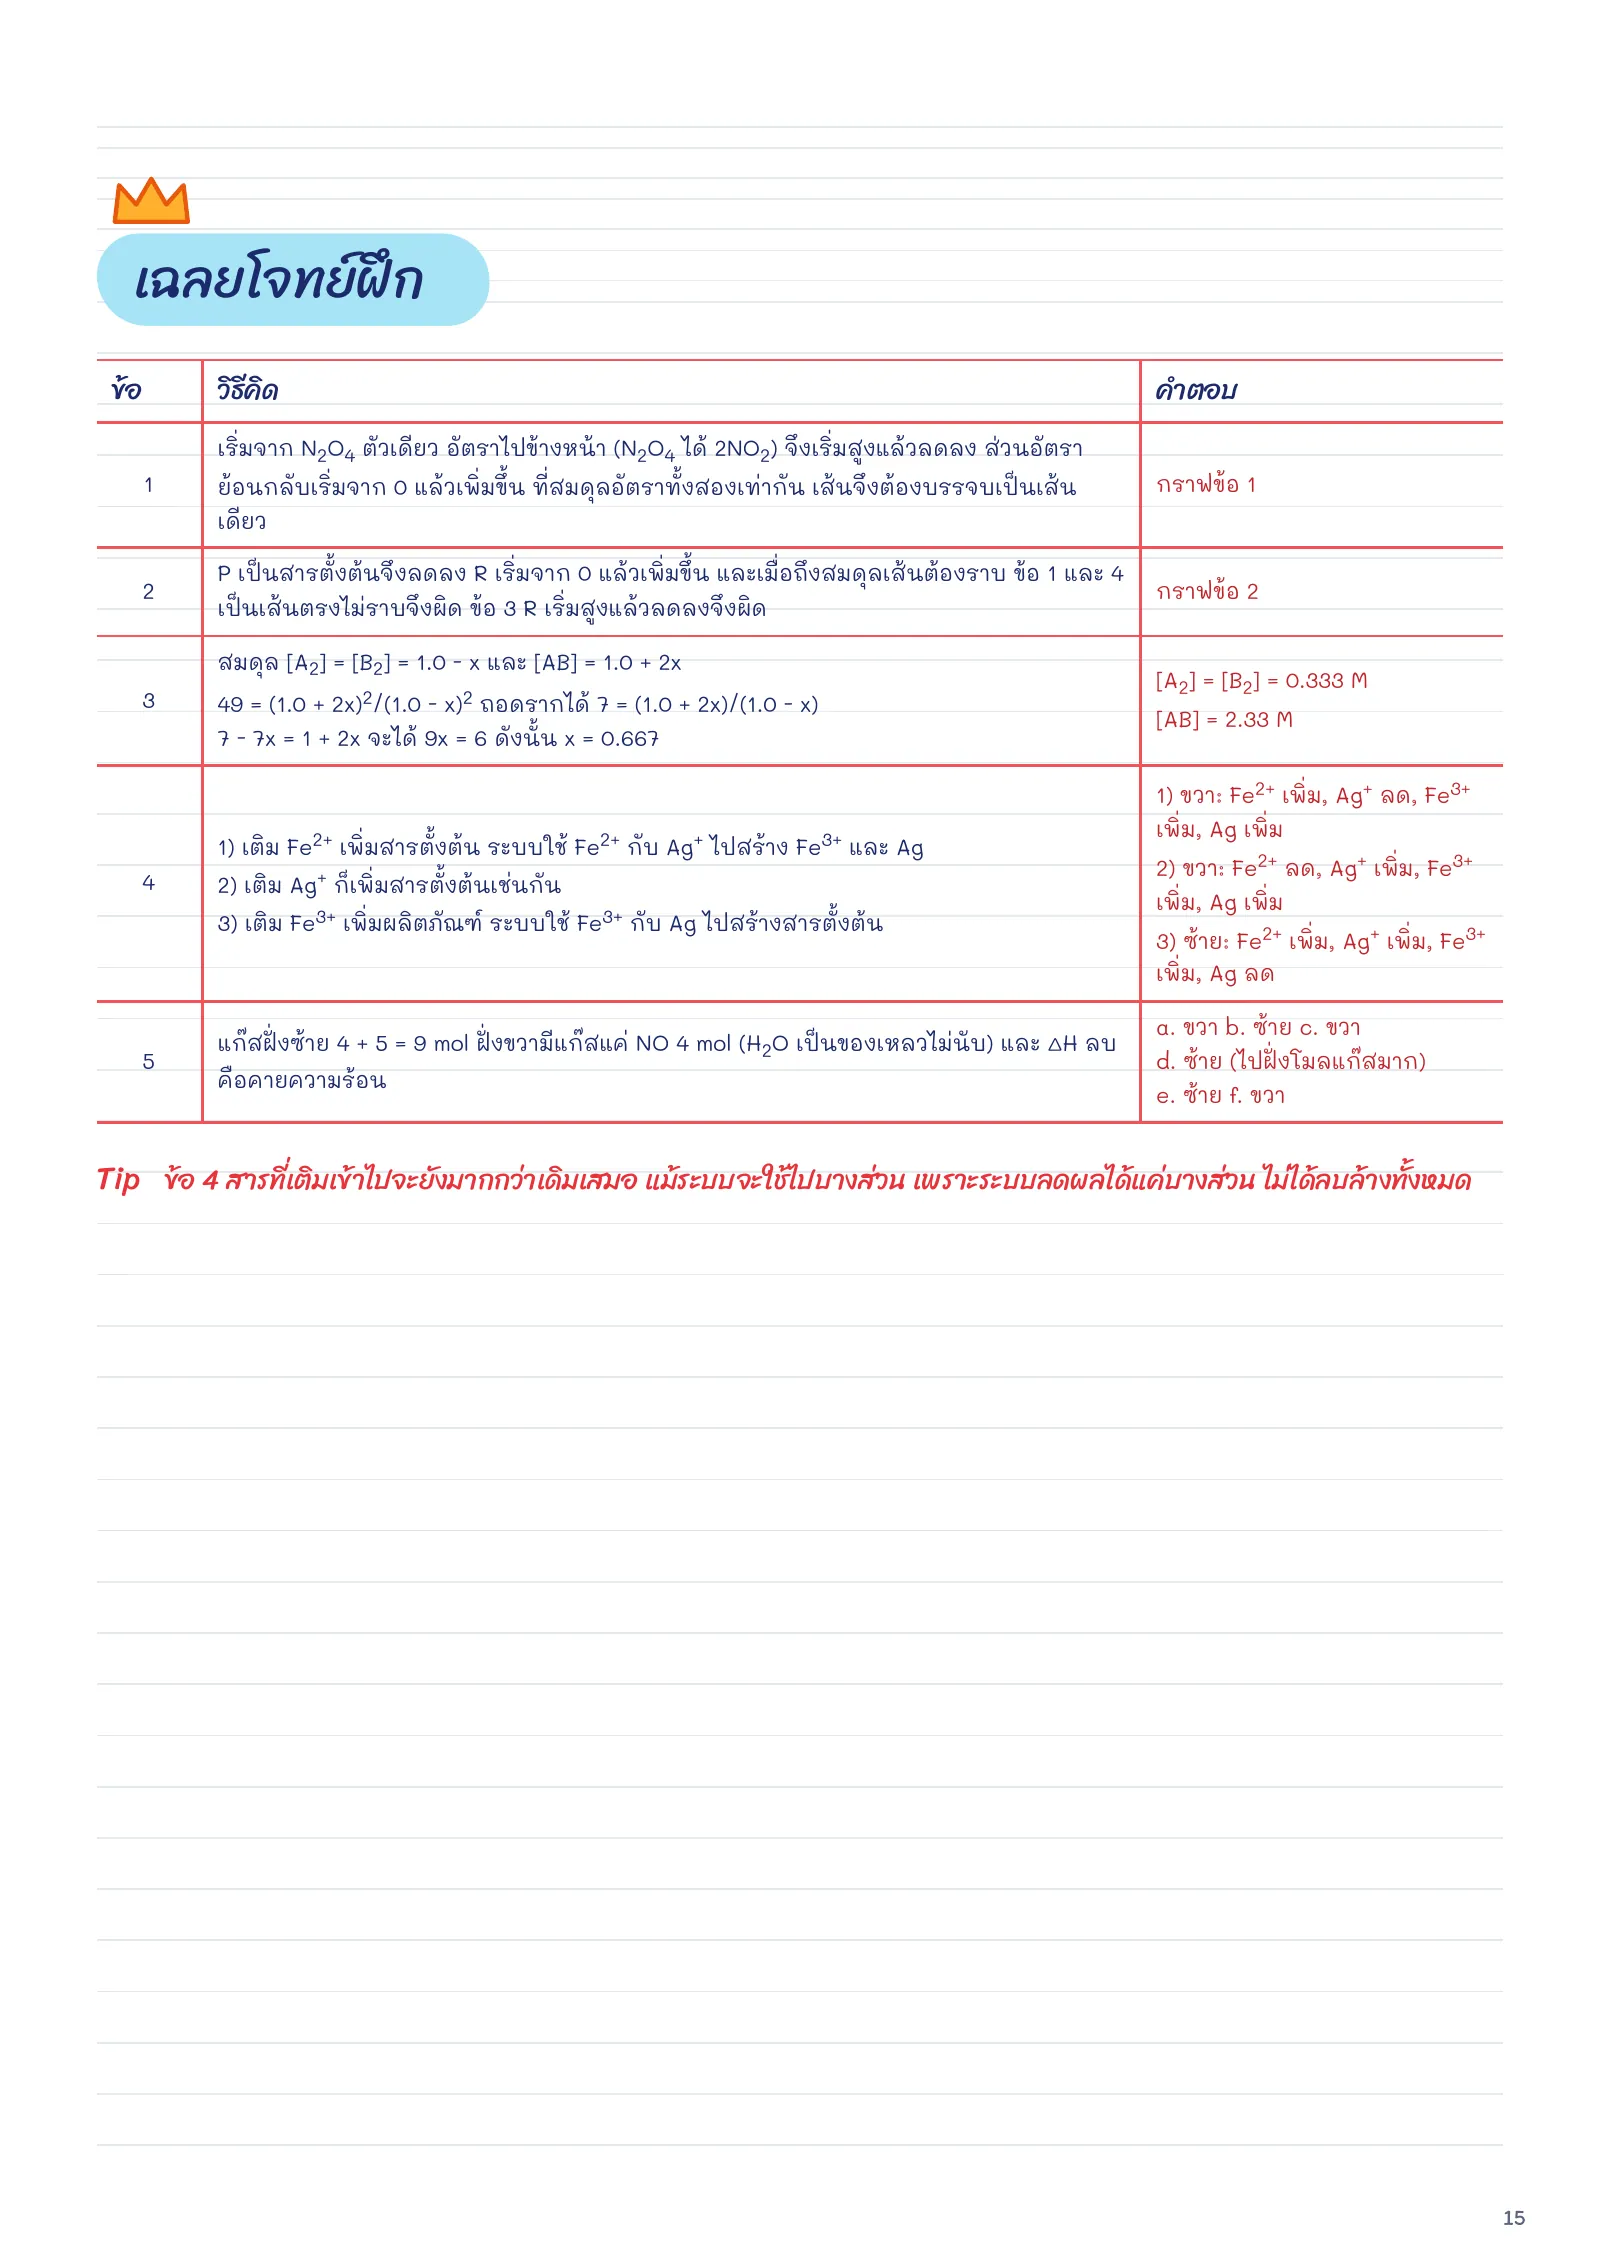 เฉลยโจทย์ฝึก
ข้อ วิธีคิด คำตอบ
1
เริ่มจาก N₂O₄ ตัวเดียว อัตราไปข้างหน้า (N₂O₄ ได้ 2NO₂) จึงเริ่มสูงแล้วลดลง ส่วนอัตรา
ย้อนกลับเริ่มจาก 0 แล้วเพิ่มขึ้น ที่สมดุลอัตราทั้งสองเท่ากัน เส้นจึงต้องบรรจบเป็นเส้น
เดียว
กราฟข้อ 1
2
P เป็นสารตั้งต้นจึงลดลง R เริ่มจาก 0 แล้วเพิ่มขึ้น และเมื่อถึงสมดุลเส้นต้องราบ ข้อ 1 และ 4
เป็นเส้นตรงไม่ราบจึงผิด ข้อ 3 R เริ่มสูงแล้วลดลงจึงผิด
กราฟข้อ 2
3
สมดุล [A₂] = [B₂] = 1.0 - x และ [AB] = 1.0 + 2x
49 = (1.0 + 2x)²/(1.0 - x)² ถอดรากได้ 7 = (1.0 + 2x)/(1.0 - x)
7 - 7x = 1 + 2x จะได้ 9x = 6 ดังนั้น x = 0.667
[A₂] = [B₂] = 0.333 M
[AB] = 2.33 M
4
1) เติม Fe²⁺ เพิ่มสารตั้งต้น ระบบใช้ Fe²⁺ กับ Ag⁺ ไปสร้าง Fe³⁺ และ Ag
2) เติม Ag⁺ ก็เพิ่มสารตั้งต้นเช่นกัน
3) เติม Fe³⁺ เพิ่มผลิตภัณฑ์ ระบบใช้ Fe³⁺ กับ Ag ไปสร้างสารตั้งต้น
1) ขวา: Fe²⁺ เพิ่ม, Ag⁺ ลด, Fe³⁺
เพิ่ม, Ag เพิ่ม
2) ขวา: Fe²⁺ ลด, Ag⁺ เพิ่ม, Fe³⁺
เพิ่ม, Ag เพิ่ม
3) ซ้าย: Fe²⁺ เพิ่ม, Ag⁺ เพิ่ม, Fe³⁺
เพิ่ม, Ag ลด
5
แก๊สฝั่งซ้าย 4 + 5 = 9 mol ฝั่งขวามีแก๊สแค่ NO 4 mol (H₂O เป็นของเหลวไม่นับ) และ △H ลบ
คือคายความร้อน
a. ขวา b. ซ้าย c. ขวา
d. ซ้าย (ไปฝั่งโมลแก๊สมาก)
e. ซ้าย f. ขวา
Tip ข้อ 4 สารที่เติมเข้าไปจะยังมากกว่าเดิมเสมอ แม้ระบบจะใช้ไปบางส่วน เพราะระบบลดผลได้แค่บางส่วน ไม่ได้ลบล้างทั้งหมด
15